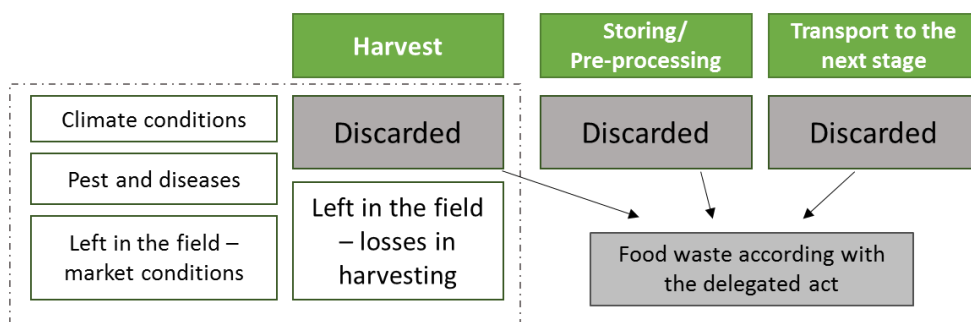 Harvest
Storing/
Pre-processing
Transport to the
next stage
Climate conditions
Pest and diseases
Left in the field –
market conditions
Discarded
Left in the field
– losses in
harvesting
Discarded
Discarded
Food waste according with
the delegated act